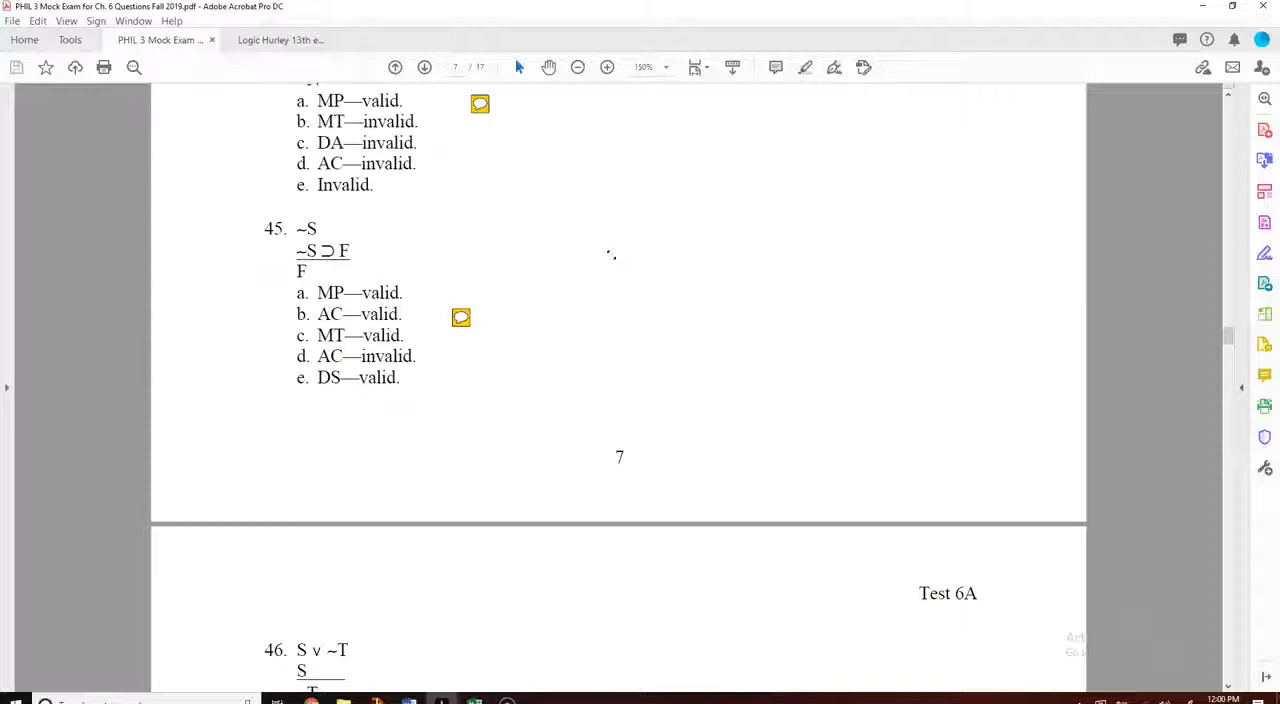 PHIL 3 Mock Exam for Ch. 6 Questions Fall 2019.pdf - Adobe Acrobat Pro DC
File Edit View Sign Window Help
Home Tools PHIL 3 Mock Exam ... × Logic Hurley 13th e...
7 / 17 150%
a. MP—valid.
b. MT—invalid.
c. DA—invalid.
d. AC—invalid.
e. Invalid.
45. ~S
~S ⊃ F
F
a. MP—valid.
b. AC—valid.
c. MT—valid.
d. AC—invalid.
e. DS—valid.
7
Test 6A
46. S v ~T
S
12:00 PM